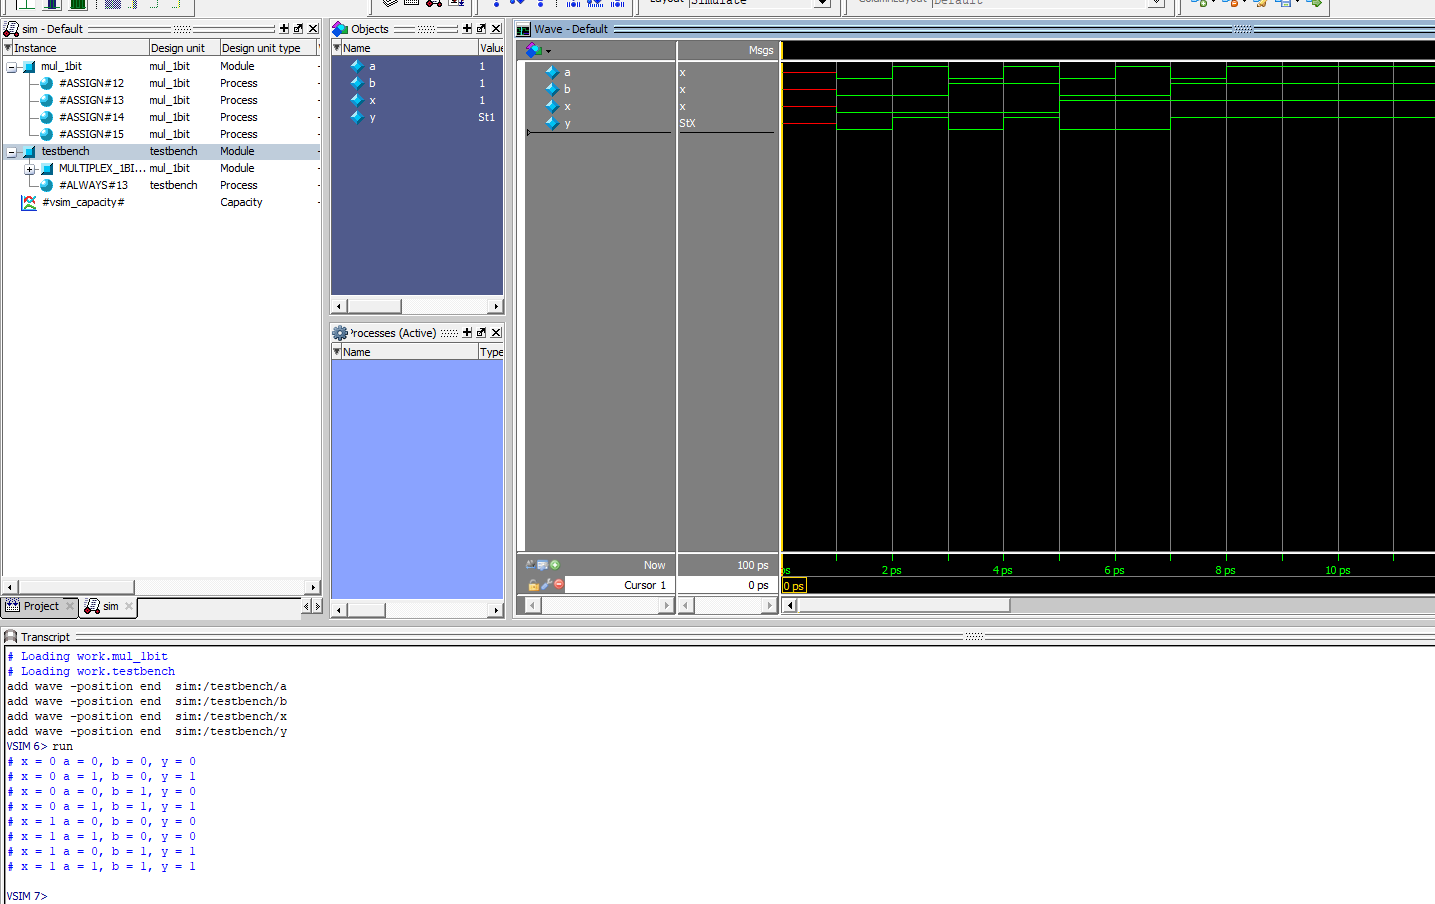 Layout Simulate
ColumnLayout Default
sim - Default
Instance Design unit Design unit type
mul_1bit mul_1bit Module
#ASSIGN#12 mul_1bit Process
#ASSIGN#13 mul_1bit Process
#ASSIGN#14 mul_1bit Process
#ASSIGN#15 mul_1bit Process
testbench testbench Module
MULTIPLEX_1BI... mul_1bit Module
#ALWAYS#13 testbench Process
#vsim_capacity# Capacity
Project sim
Objects
Name Value
a 1
b 1
x 1
y St1
Processes (Active)
Name Type
Wave - Default
Msgs
a x
b x
x x
y StX
Now 100 ps
Cursor 1 0 ps
ps 2 ps 4 ps 6 ps 8 ps 10 ps
0 ps
Transcript
# Loading work.mul_1bit
# Loading work.testbench
add wave -position end  sim:/testbench/a
add wave -position end  sim:/testbench/b
add wave -position end  sim:/testbench/x
add wave -position end  sim:/testbench/y
VSIM 6> run
# x = 0 a = 0, b = 0, y = 0
# x = 0 a = 1, b = 0, y = 1
# x = 0 a = 0, b = 1, y = 0
# x = 0 a = 1, b = 1, y = 1
# x = 1 a = 0, b = 0, y = 0
# x = 1 a = 1, b = 0, y = 0
# x = 1 a = 0, b = 1, y = 1
# x = 1 a = 1, b = 1, y = 1
VSIM 7>